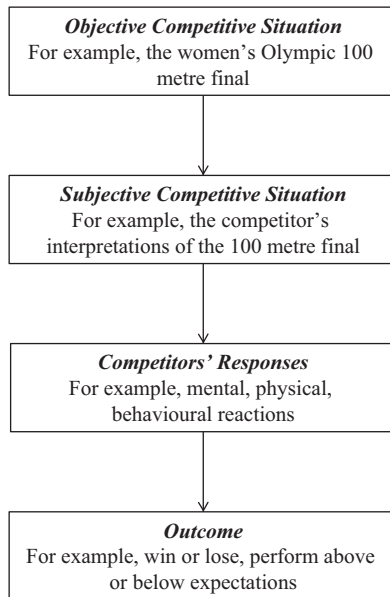 Objective Competitive Situation
For example, the women’s Olympic 100
metre final
Subjective Competitive Situation
For example, the competitor’s
interpretations of the 100 metre final
Competitors’ Responses
For example, mental, physical,
behavioural reactions
Outcome
For example, win or lose, perform above
or below expectations